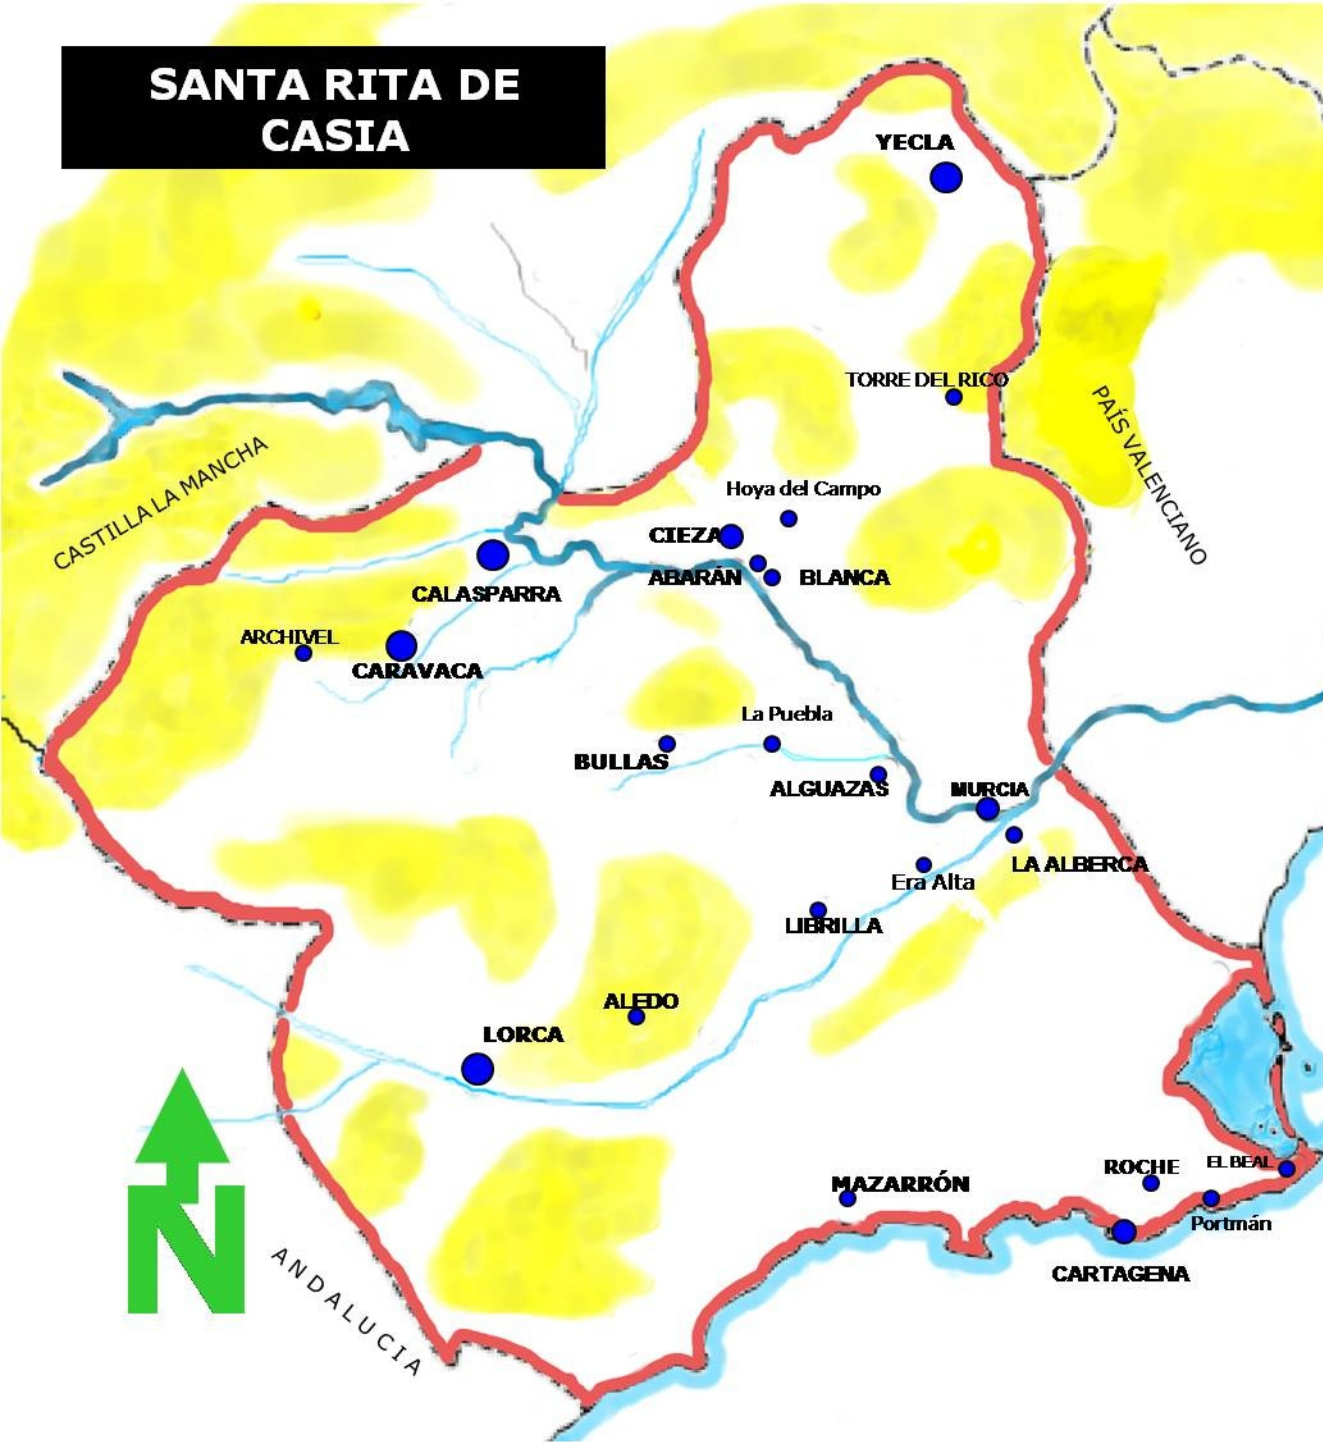 SANTA RITA DE
CASIA
YECLA
TORRE DEL RICO
PAÍS VALENCIANO
CASTILLA LA MANCHA
Hoya del Campo
CIEZA
ABARÁN
BLANCA
CALASPARRA
ARCHIVEL
CARAVACA
La Puebla
BULLAS
ALGUAZAS
MURCIA
LA ALBERCA
Era Alta
LIBRILLA
ALEDO
LORCA
N
ANDALUCIA
MAZARRÓN
ROCHE
EL BEAL
Portmán
CARTAGENA